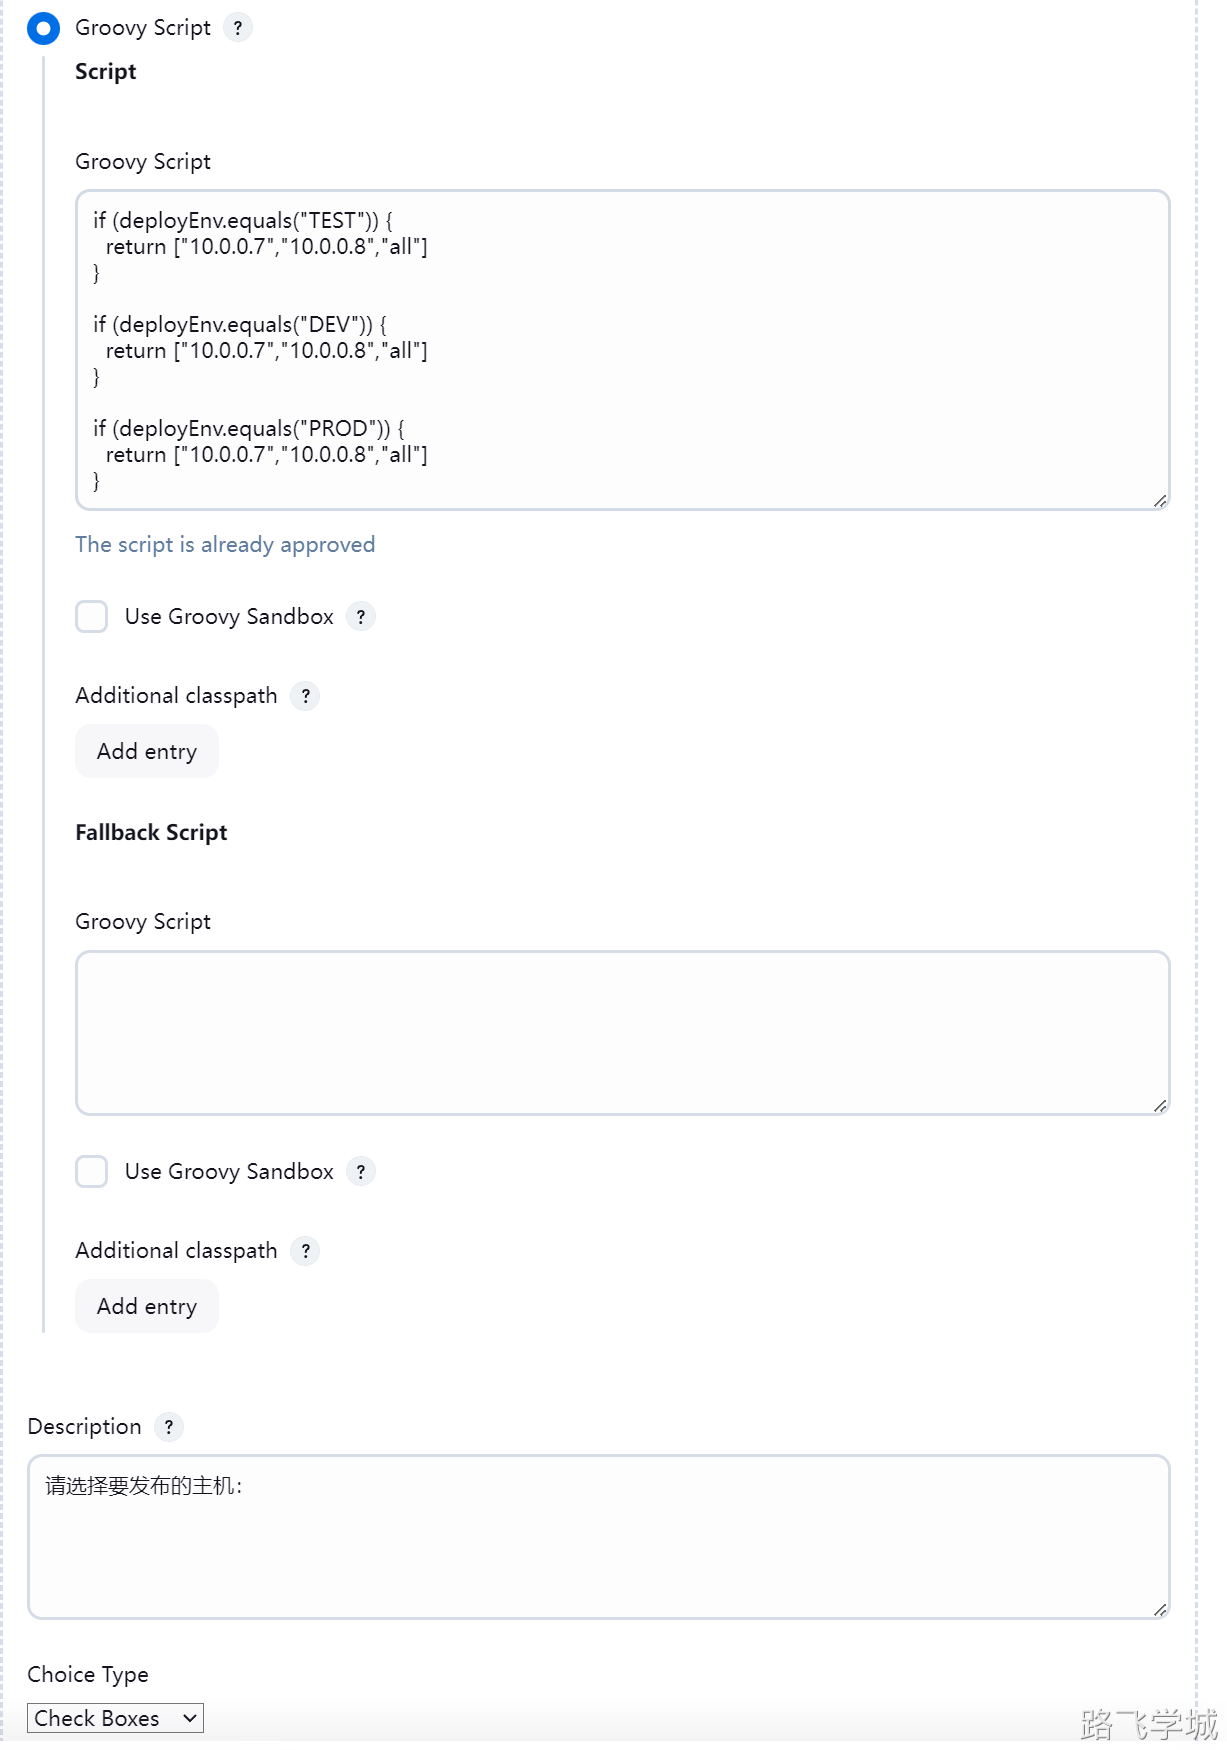 Groovy Script ?
Script
Groovy Script
if (deployEnv.equals("TEST")) {
  return ["10.0.0.7","10.0.0.8","all"]
}
if (deployEnv.equals("DEV")) {
  return ["10.0.0.7","10.0.0.8","all"]
}
if (deployEnv.equals("PROD")) {
  return ["10.0.0.7","10.0.0.8","all"]
}
The script is already approved
Use Groovy Sandbox ?
Additional classpath ?
Add entry
Fallback Script
Groovy Script
Use Groovy Sandbox ?
Additional classpath ?
Add entry
Description ?
请选择要发布的主机：
Choice Type
Check Boxes
路飞学城